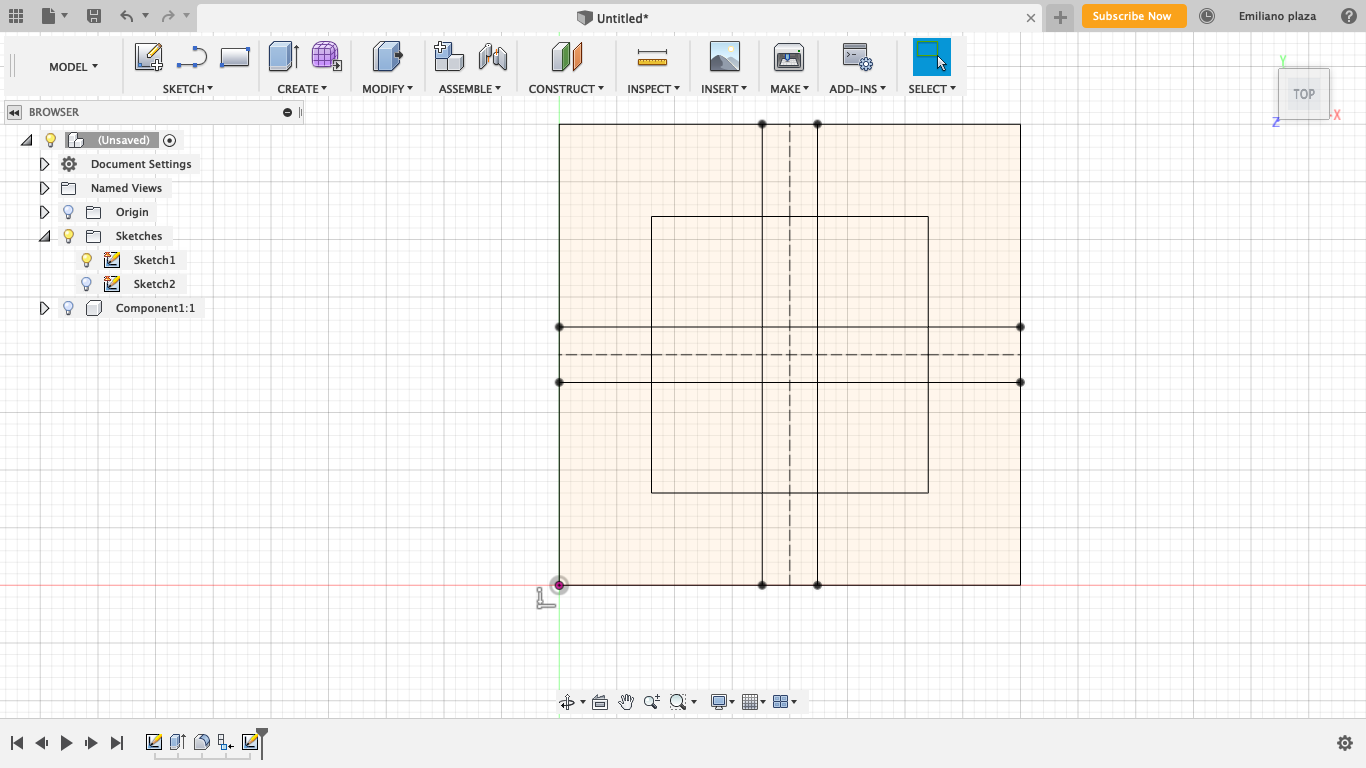 Untitled*
Subscribe Now
Emiliano plaza
MODEL
SKETCH
CREATE
MODIFY
ASSEMBLE
CONSTRUCT
INSPECT
INSERT
MAKE
ADD-INS
SELECT
Y
TOP
X
Z
BROWSER
(Unsaved)
Document Settings
Named Views
Origin
Sketches
Sketch1
Sketch2
Component1:1